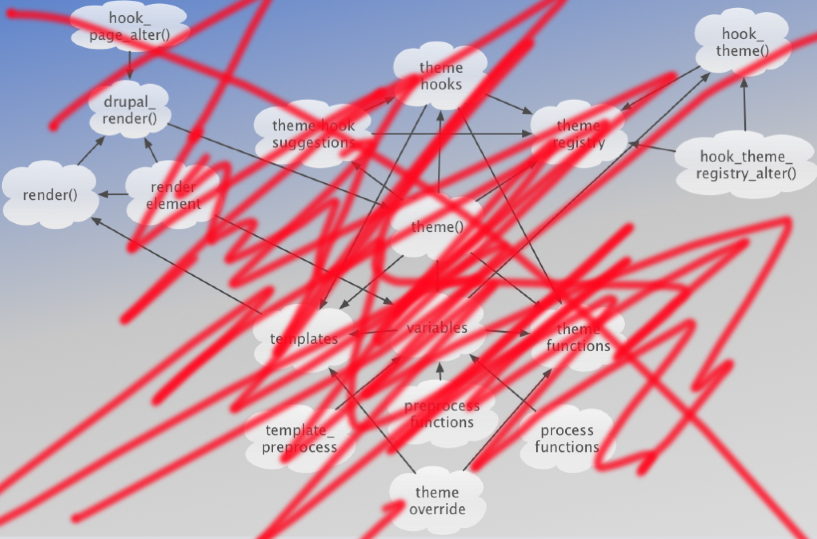 hook_
page_alter()
hook_
theme()
theme
hooks
drupal_
render()
theme hook
suggestions
theme
registry
hook_theme_
registry_alter()
render()
render
element
theme()
templates
variables
theme
functions
template_
preprocess
preprocess
functions
process
functions
theme
override